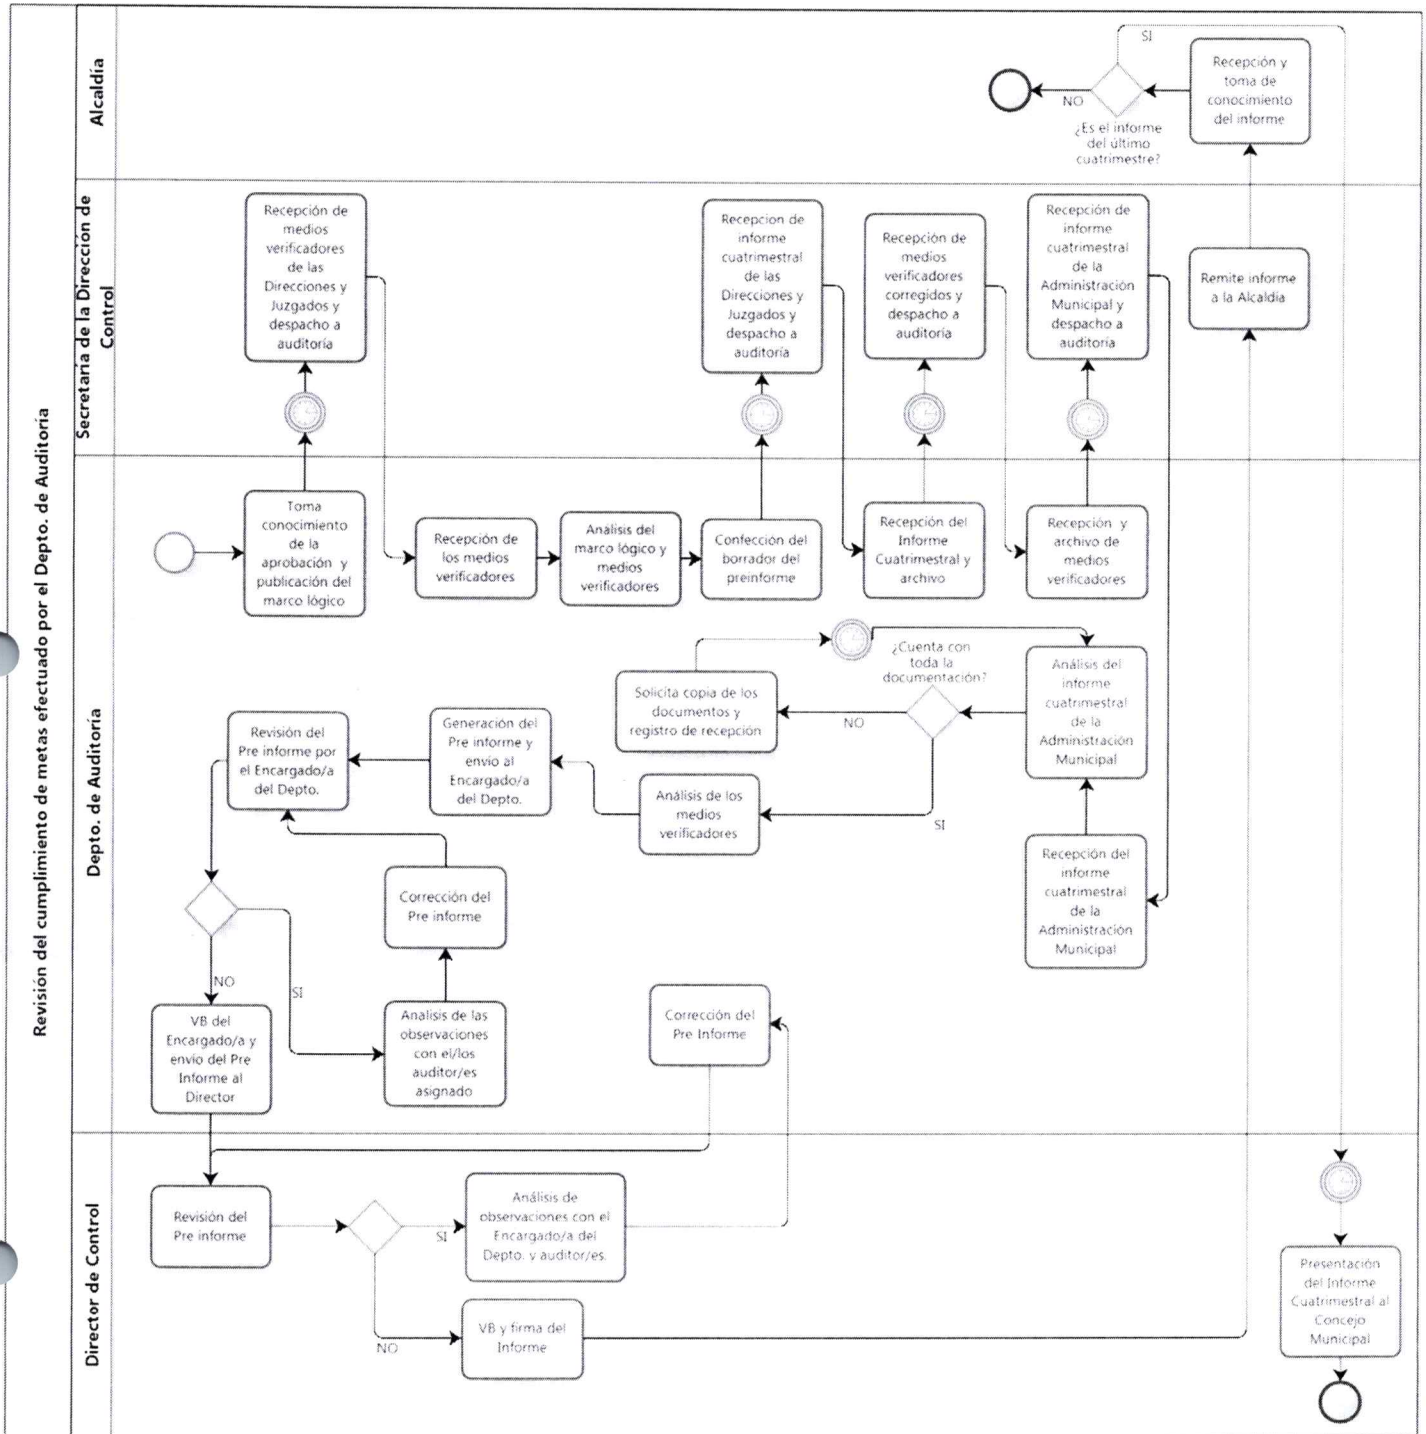 Revisión del cumplimiento de metas efectuado por el Depto. de Auditoría
Alcaldía
SI
Recepción y
toma de
conocimiento
del informe
NO
¿Es el informe
del último
cuatrimestre?
Secretaria de la Dirección de
Control
Recepción de
medios
verificadores
de las
Direcciones y
Juzgados y
despacho a
auditoría
Recepcion de
informe
cuatrimestral
de las
Direcciones y
Juzgados y
despacho a
auditoría
Recepción de
medios
verificadores
corregidos y
despacho a
auditoría
Recepción de
informe
cuatrimestral
de la
Administración
Municipal y
despacho a
auditoría
Remite informe
a la Alcaldía
Depto. de Auditoría
Toma
conocimiento
de la
aprobación y
publicación del
marco lógico
Recepción de
los medios
verificadores
Análisis del
marco lógico y
medios
verificadores
Confección del
borrador del
preinforme
Recepción del
Informe
Cuatrimestral y
archivo
Recepción y
archivo de
medios
verificadores
¿Cuenta con
toda la
documentación?
Solicita copia de los
documentos y
registro de recepción
NO
Análisis del
informe
cuatrimestral
de la
Administración
Municipal
Revisión del
Pre informe por
el Encargado/a
del Depto.
Generación del
Pre informe y
envio al
Encargado/a
del Depto.
Análisis de los
medios
verificadores
SI
Recepción del
informe
cuatrimestral
de la
Administración
Municipal
Corrección del
Pre informe
NO
SI
VB del
Encargado/a y
envío del Pre
Informe al
Director
Analisis de las
observaciones
con el/los
auditor/es
asignado
Corrección del
Pre Informe
Director de Control
Revisión del
Pre informe
SI
Análisis de
observaciones con el
Encargado/a del
Depto. y auditor/es.
NO
VB y firma del
Informe
Presentación
del Informe
Cuatrimestral al
Concejo
Municipal